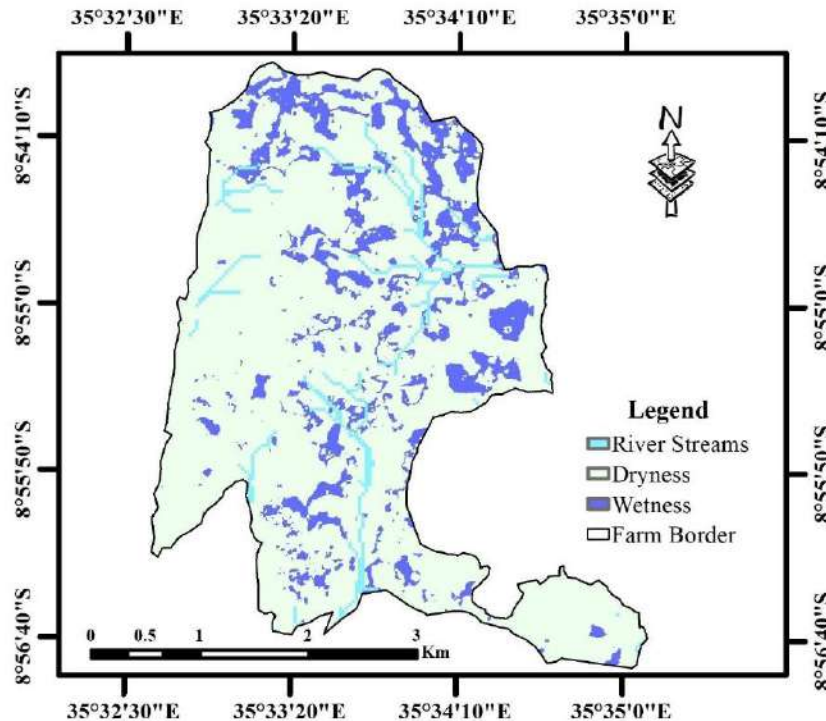 35°32'30"E 35°33'20"E 35°34'10"E 35°35'0"E
8°54'10"S 8°54'10"S
N
8°55'0"S 8°55'0"S
Legend
River Streams
8°55'50"S Dryness 8°55'50"S
Wetness
Farm Border
8°56'40"S 8°56'40"S
0 0.5 1 2 3
Km
35°32'30"E 35°33'20"E 35°34'10"E 35°35'0"E